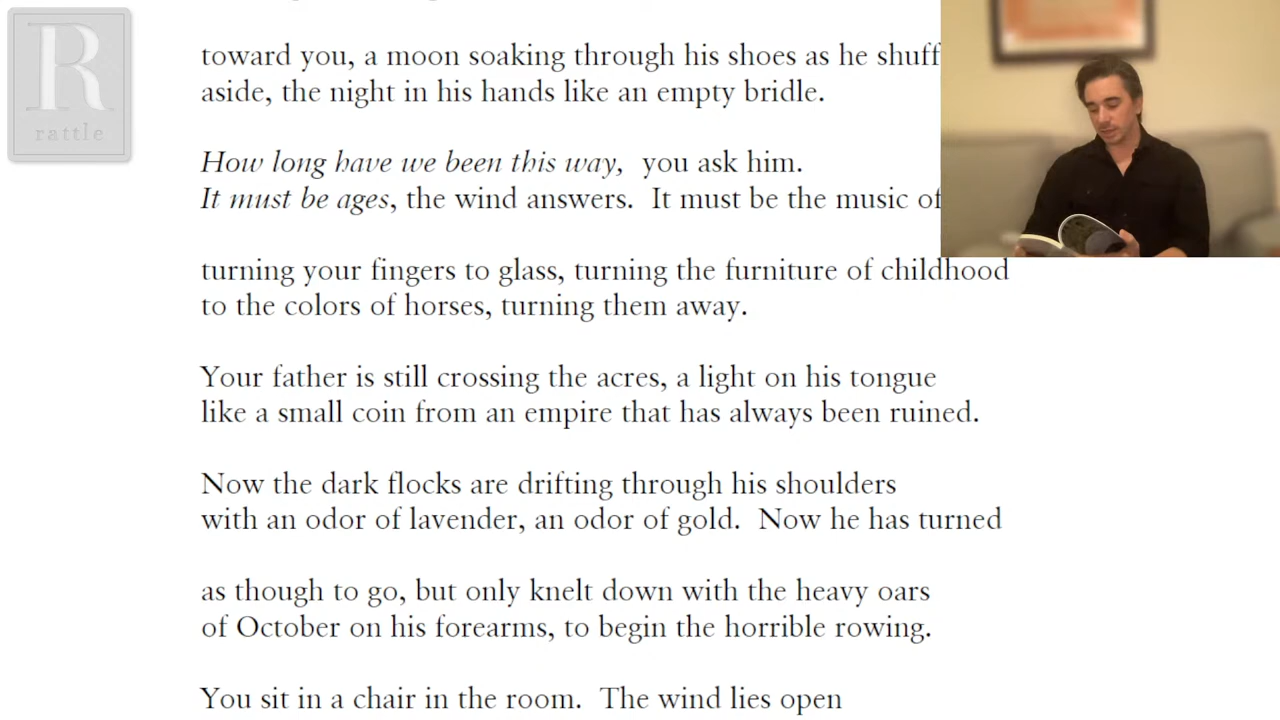 R
rattle
toward you, a moon soaking through his shoes as he shuff
aside, the night in his hands like an empty bridle.
How long have we been this way,  you ask him.
It must be ages, the wind answers.  It must be the music of
turning your fingers to glass, turning the furniture of childhood
to the colors of horses, turning them away.
Your father is still crossing the acres, a light on his tongue
like a small coin from an empire that has always been ruined.
Now the dark flocks are drifting through his shoulders
with an odor of lavender, an odor of gold.  Now he has turned
as though to go, but only knelt down with the heavy oars
of October on his forearms, to begin the horrible rowing.
You sit in a chair in the room.  The wind lies open